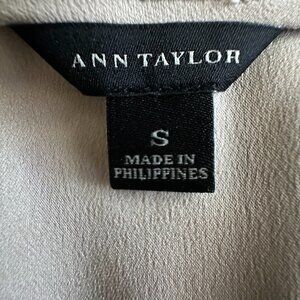 ANN TAYLOR
S
MADE IN
PHILIPPINES